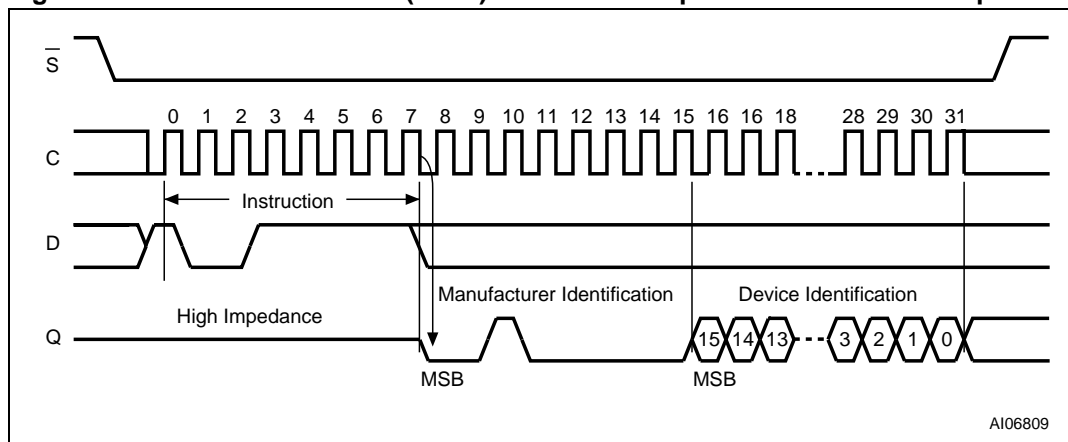 S
0 1 2 3 4 5 6 7 8 9 10 11 12 13 14 15 16 16 18 28 29 30 31
C
Instruction
D
Manufacturer Identification Device Identification
High Impedance
Q
15 14 13 3 2 1 0
MSB MSB
AI06809